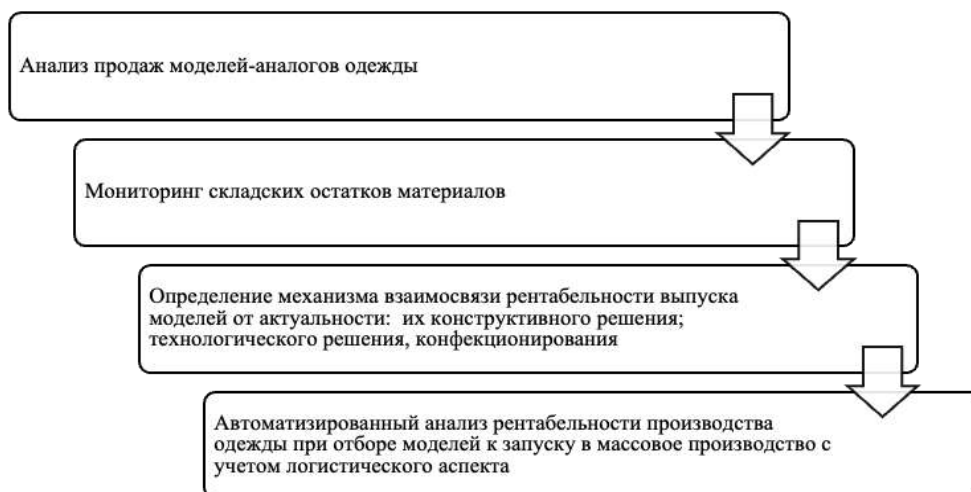 Анализ продаж моделей-аналогов одежды
Мониторинг складских остатков материалов
Определение механизма взаимосвязи рентабельности выпуска
моделей от актуальности: их конструктивного решения;
технологического решения, конфекционирования
Автоматизированный анализ рентабельности производства
одежды при отборе моделей к запуску в массовое производство с
учетом логистического аспекта